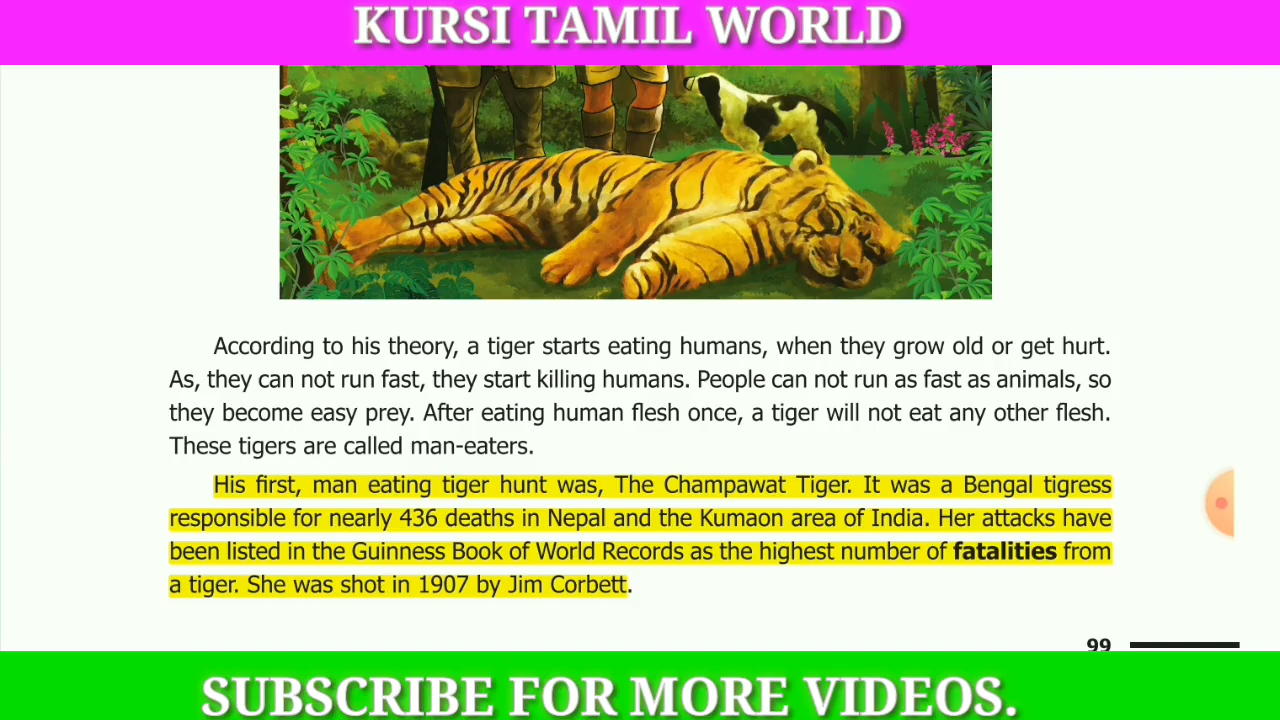 KURSI TAMIL WORLD
According to his theory, a tiger starts eating humans, when they grow old or get hurt.
As, they can not run fast, they start killing humans. People can not run as fast as animals, so
they become easy prey. After eating human flesh once, a tiger will not eat any other flesh.
These tigers are called man-eaters.
His first, man eating tiger hunt was, The Champawat Tiger. It was a Bengal tigress
responsible for nearly 436 deaths in Nepal and the Kumaon area of India. Her attacks have
been listed in the Guinness Book of World Records as the highest number of fatalities from
a tiger. She was shot in 1907 by Jim Corbett.
99
SUBSCRIBE FOR MORE VIDEOS.